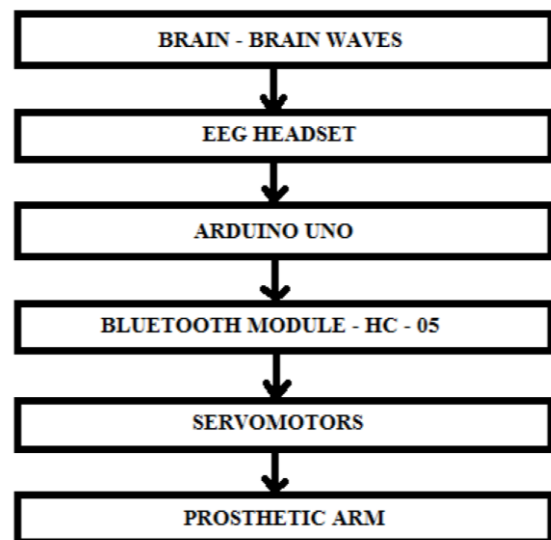 BRAIN - BRAIN WAVES
EEG HEADSET
ARDUINO UNO
BLUETOOTH MODULE - HC - 05
SERVOMOTORS
PROSTHETIC ARM